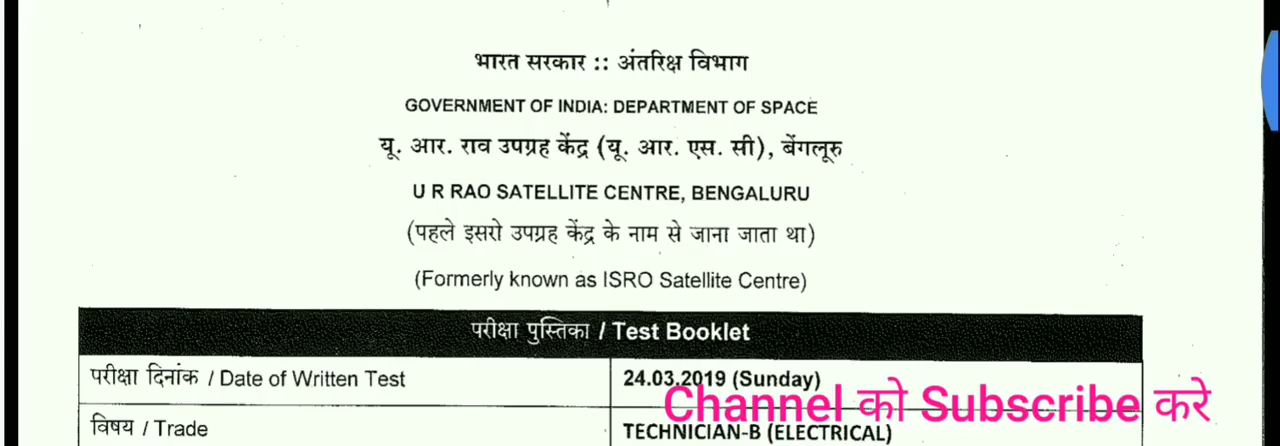 भारत सरकार :: अंतरिक्ष विभाग
GOVERNMENT OF INDIA: DEPARTMENT OF SPACE
यू. आर. राव उपग्रह केंद्र (यू. आर. एस. सी), बेंगलूरु
U R RAO SATELLITE CENTRE, BENGALURU
(पहले इसरो उपग्रह केंद्र के नाम से जाना जाता था)
(Formerly known as ISRO Satellite Centre)
परीक्षा पुस्तिका / Test Booklet
परीक्षा दिनांक / Date of Written Test 24.03.2019 (Sunday)
Channel को Subscribe करे
विषय / Trade TECHNICIAN-B (ELECTRICAL)